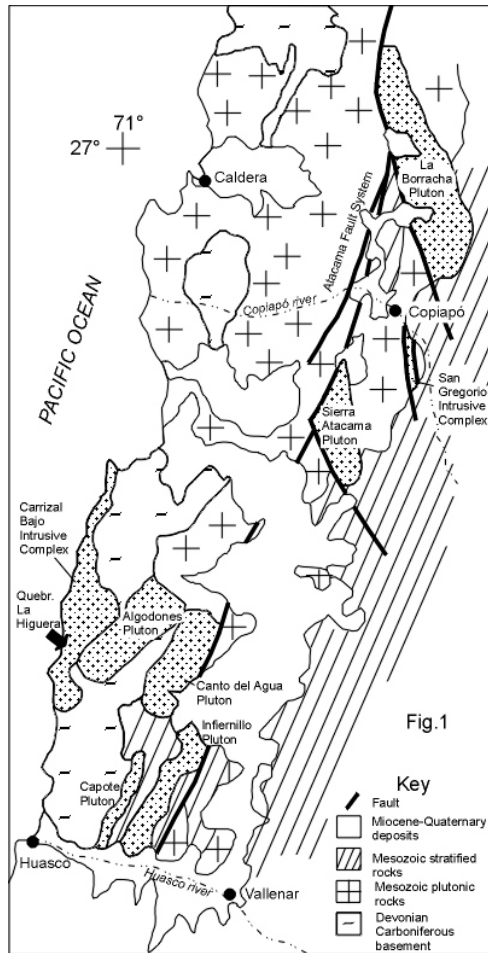 71°
27°
Caldera
La
Borracha
Pluton
Atacama Fault System
Copiapó river
Copiapó
PACIFIC OCEAN
San
Gregorio
Intrusive
Complex
Sierra
Atacama
Pluton
Carrizal
Bajo
Intrusive
Complex
Quebr.
La
Higuera
Algodones
Pluton
Canto del Agua
Pluton
Infiernillo
Pluton
Capote
Pluton
Fig.1
Huasco
Huasco river
Vallenar
Key
Fault
Miocene-Quaternary
deposits
Mesozoic stratified
rocks
Mesozoic plutonic
rocks
Devonian
Carboniferous
basement